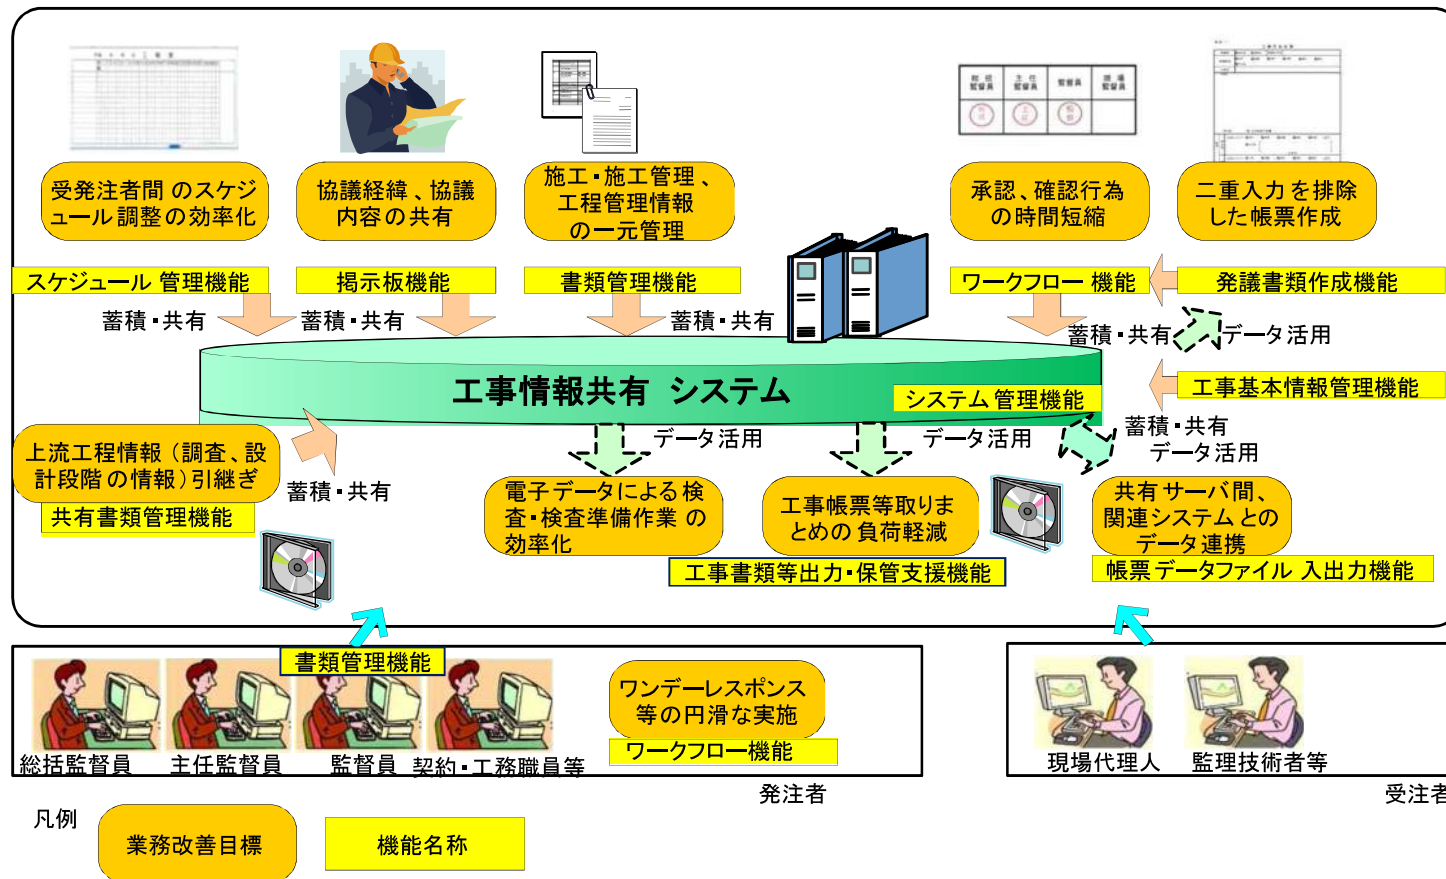 総括
監督員
主任
監督員
監督員
現場
監督員
受発注者間のスケジ
ュール調整の効率化
協議経緯、協議
内容の共有
施工・施工管理、
工程管理情報
の一元管理
承認、確認行為
の時間短縮
二重入力を排除
した帳票作成
スケジュール管理機能
掲示板機能
書類管理機能
ワークフロー機能
発議書類作成機能
蓄積・共有
蓄積・共有
蓄積・共有
蓄積・共有
データ活用
工事情報共有 システム
システム管理機能
工事基本情報管理機能
蓄積・共有
データ活用
上流工程情報(調査、設
計段階の情報)引継ぎ
共有書類管理機能
蓄積・共有
データ活用
データ活用
電子データによる検
査・検査準備作業の
効率化
工事帳票等取りま
とめの負荷軽減
工事書類等出力・保管支援機能
共有サーバ間、
関連システムとの
データ連携
帳票データファイル入出力機能
書類管理機能
ワンデーレスポンス
等の円滑な実施
ワークフロー機能
総括監督員
主任監督員
監督員
契約・工務職員等
発注者
現場代理人
監理技術者等
受注者
凡例
業務改善目標
機能名称